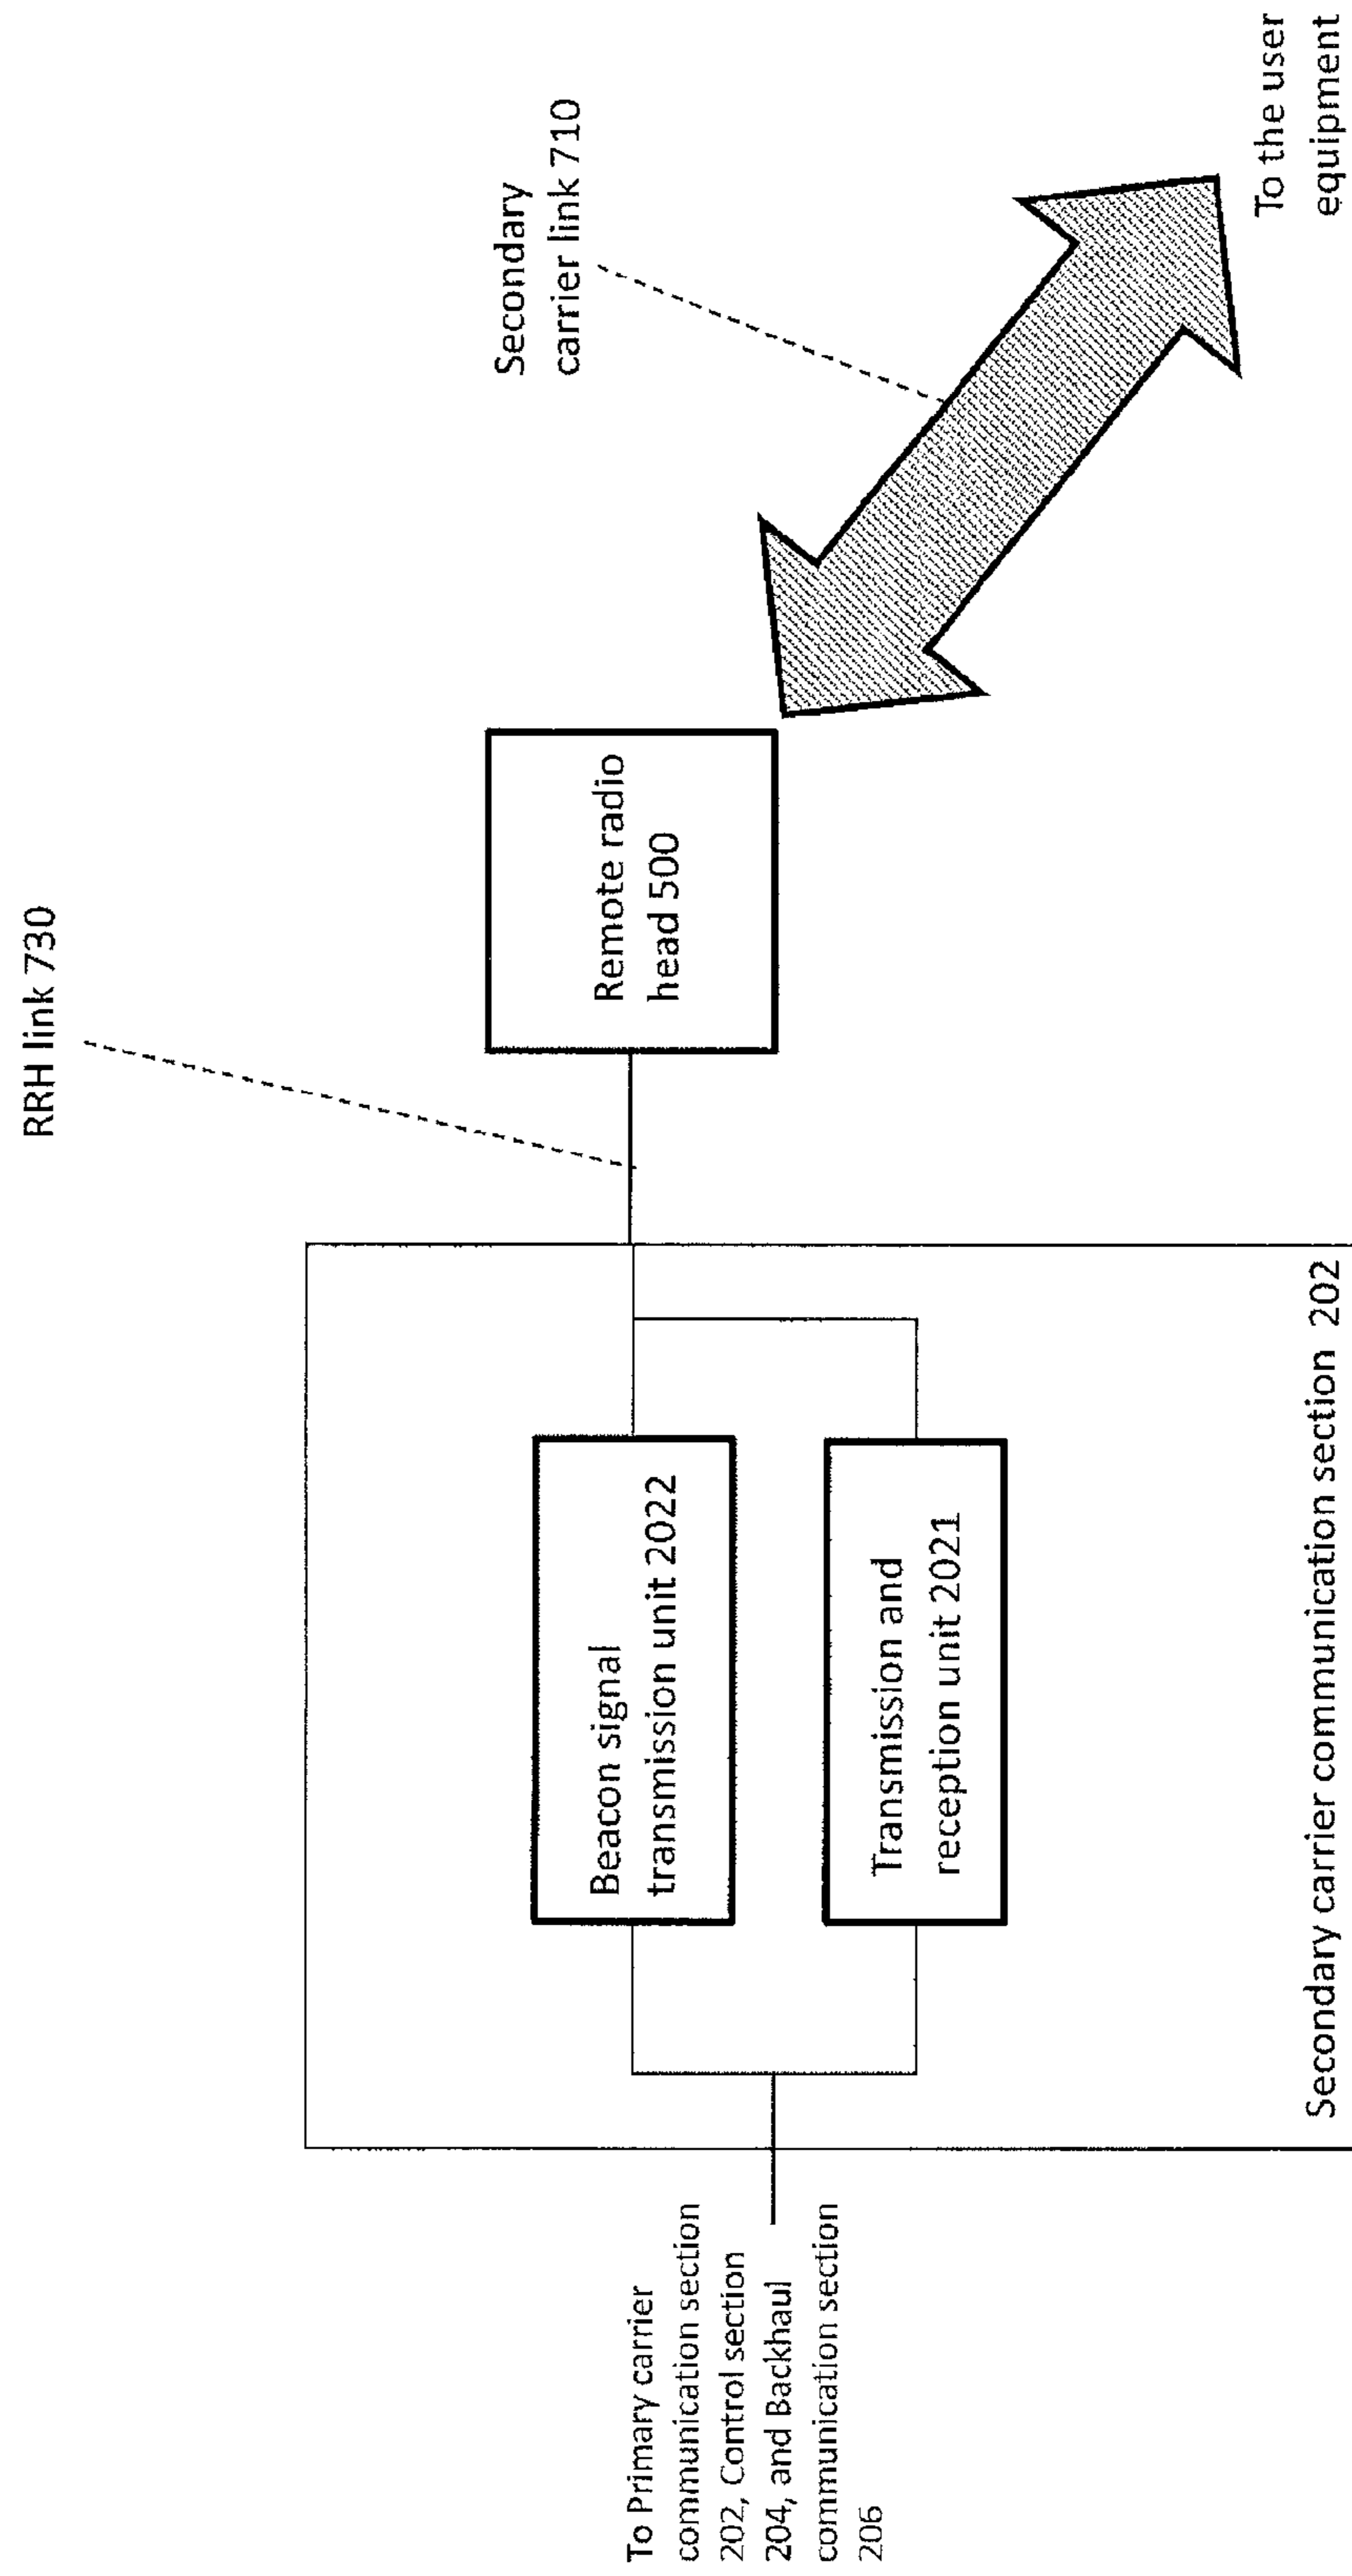 RRH link 730
Secondary
carrier link 710
Remote radio
head 500
To the user
equipment
Beacon signal
transmission unit 2022
Transmission and
reception unit 2021
To Primary carrier
communication section
202, Control section
204, and Backhaul
communication section
206
Secondary carrier communication section 202